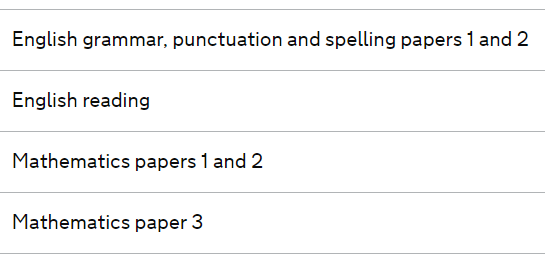 English grammar, punctuation and spelling papers 1 and 2
English reading
Mathematics papers 1 and 2
Mathematics paper 3